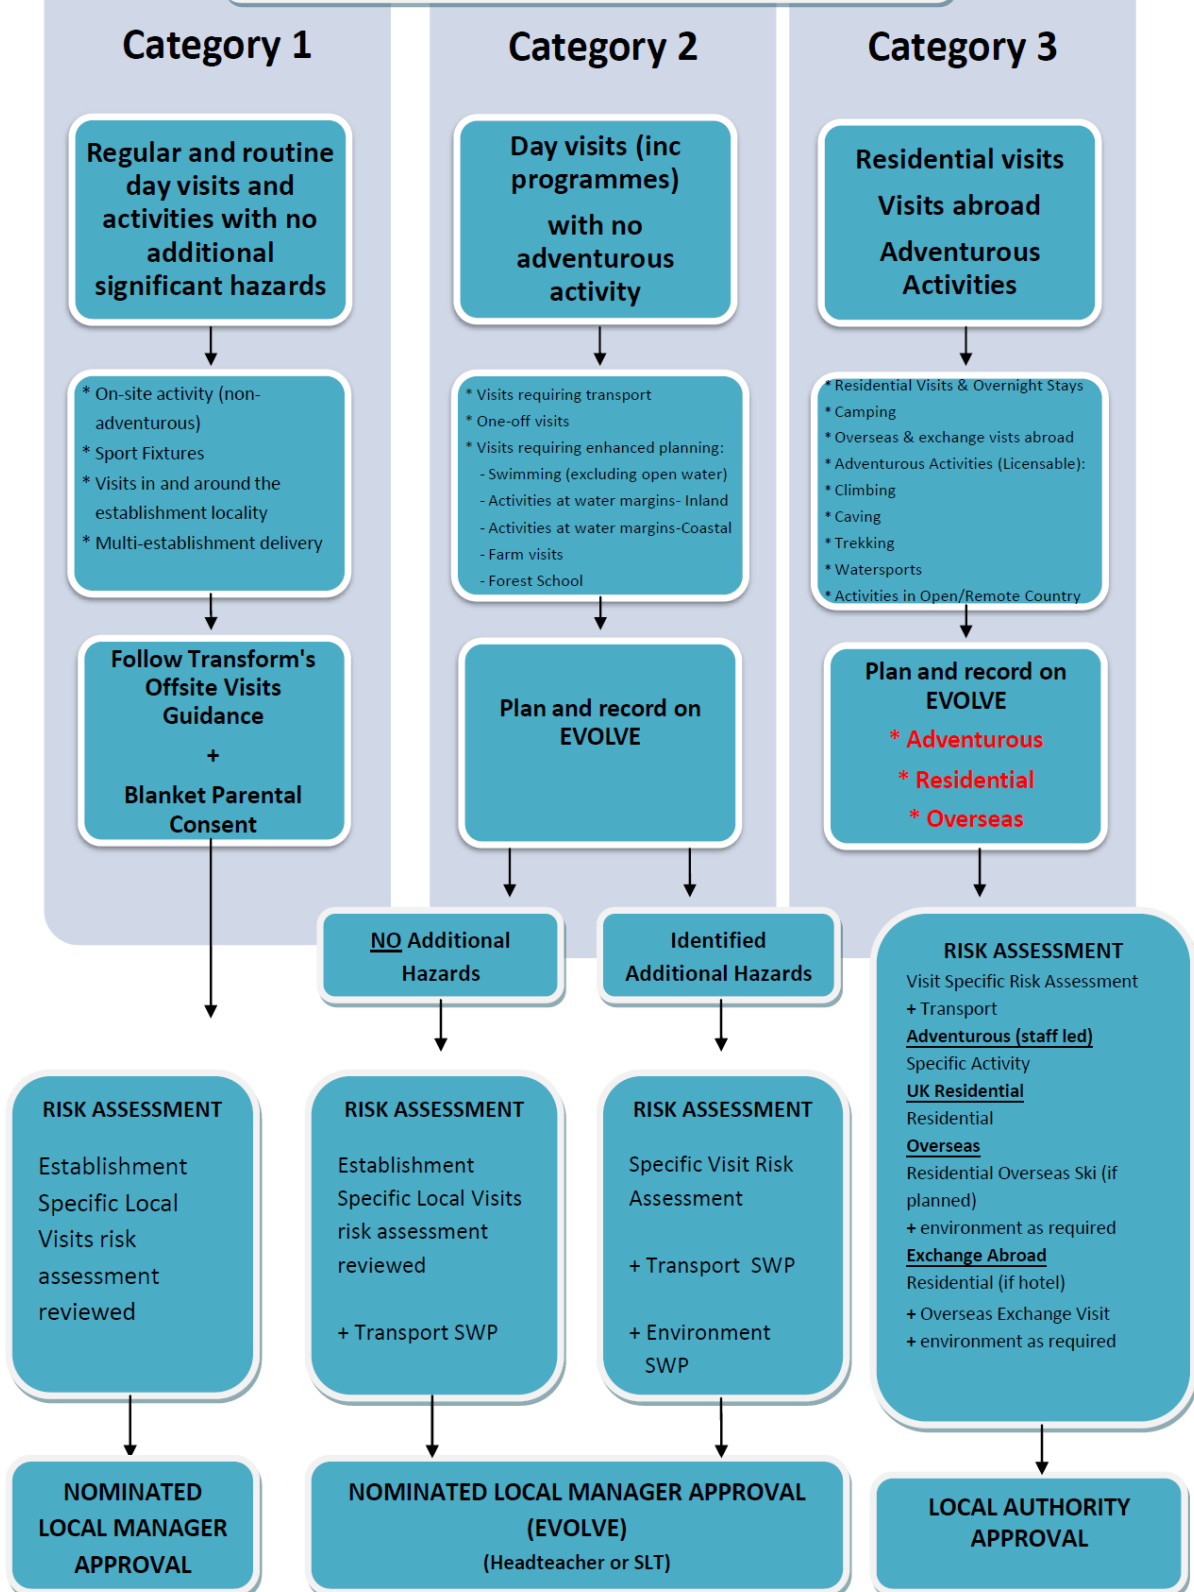 Category 1
Regular and routine
day visits and
activities with no
additional
significant hazards
* On-site activity (non-
adventurous)
* Sport Fixtures
* Visits in and around the
establishment locality
* Multi-establishment delivery
Follow Transform's
Offsite Visits
Guidance
+
Blanket Parental
Consent
RISK ASSESSMENT
Establishment
Specific Local
Visits risk
assessment
reviewed
NOMINATED
LOCAL MANAGER
APPROVAL
Category 2
Day visits (inc
programmes)
with no
adventurous
activity
* Visits requiring transport
* One-off visits
* Visits requiring enhanced planning:
- Swimming (excluding open water)
- Activities at water margins- Inland
- Activities at water margins-Coastal
- Farm visits
- Forest School
Plan and record on
EVOLVE
NO Additional
Hazards
RISK ASSESSMENT
Establishment
Specific Local Visits
risk assessment
reviewed
+ Transport SWP
Identified
Additional Hazards
RISK ASSESSMENT
Specific Visit Risk
Assessment
+ Transport SWP
+ Environment
SWP
NOMINATED LOCAL MANAGER APPROVAL
(EVOLVE)
(Headteacher or SLT)
Category 3
Residential visits
Visits abroad
Adventurous
Activities
* Residential Visits & Overnight Stays
* Camping
* Overseas & exchange vists abroad
* Adventurous Activities (Licensable):
* Climbing
* Caving
* Trekking
* Watersports
* Activities in Open/Remote Country
Plan and record on
EVOLVE
* Adventurous
* Residential
* Overseas
RISK ASSESSMENT
Visit Specific Risk Assessment
+ Transport
Adventurous (staff led)
Specific Activity
UK Residential
Residential
Overseas
Residential Overseas Ski (if
planned)
+ environment as required
Exchange Abroad
Residential (if hotel)
+ Overseas Exchange Visit
+ environment as required
LOCAL AUTHORITY
APPROVAL